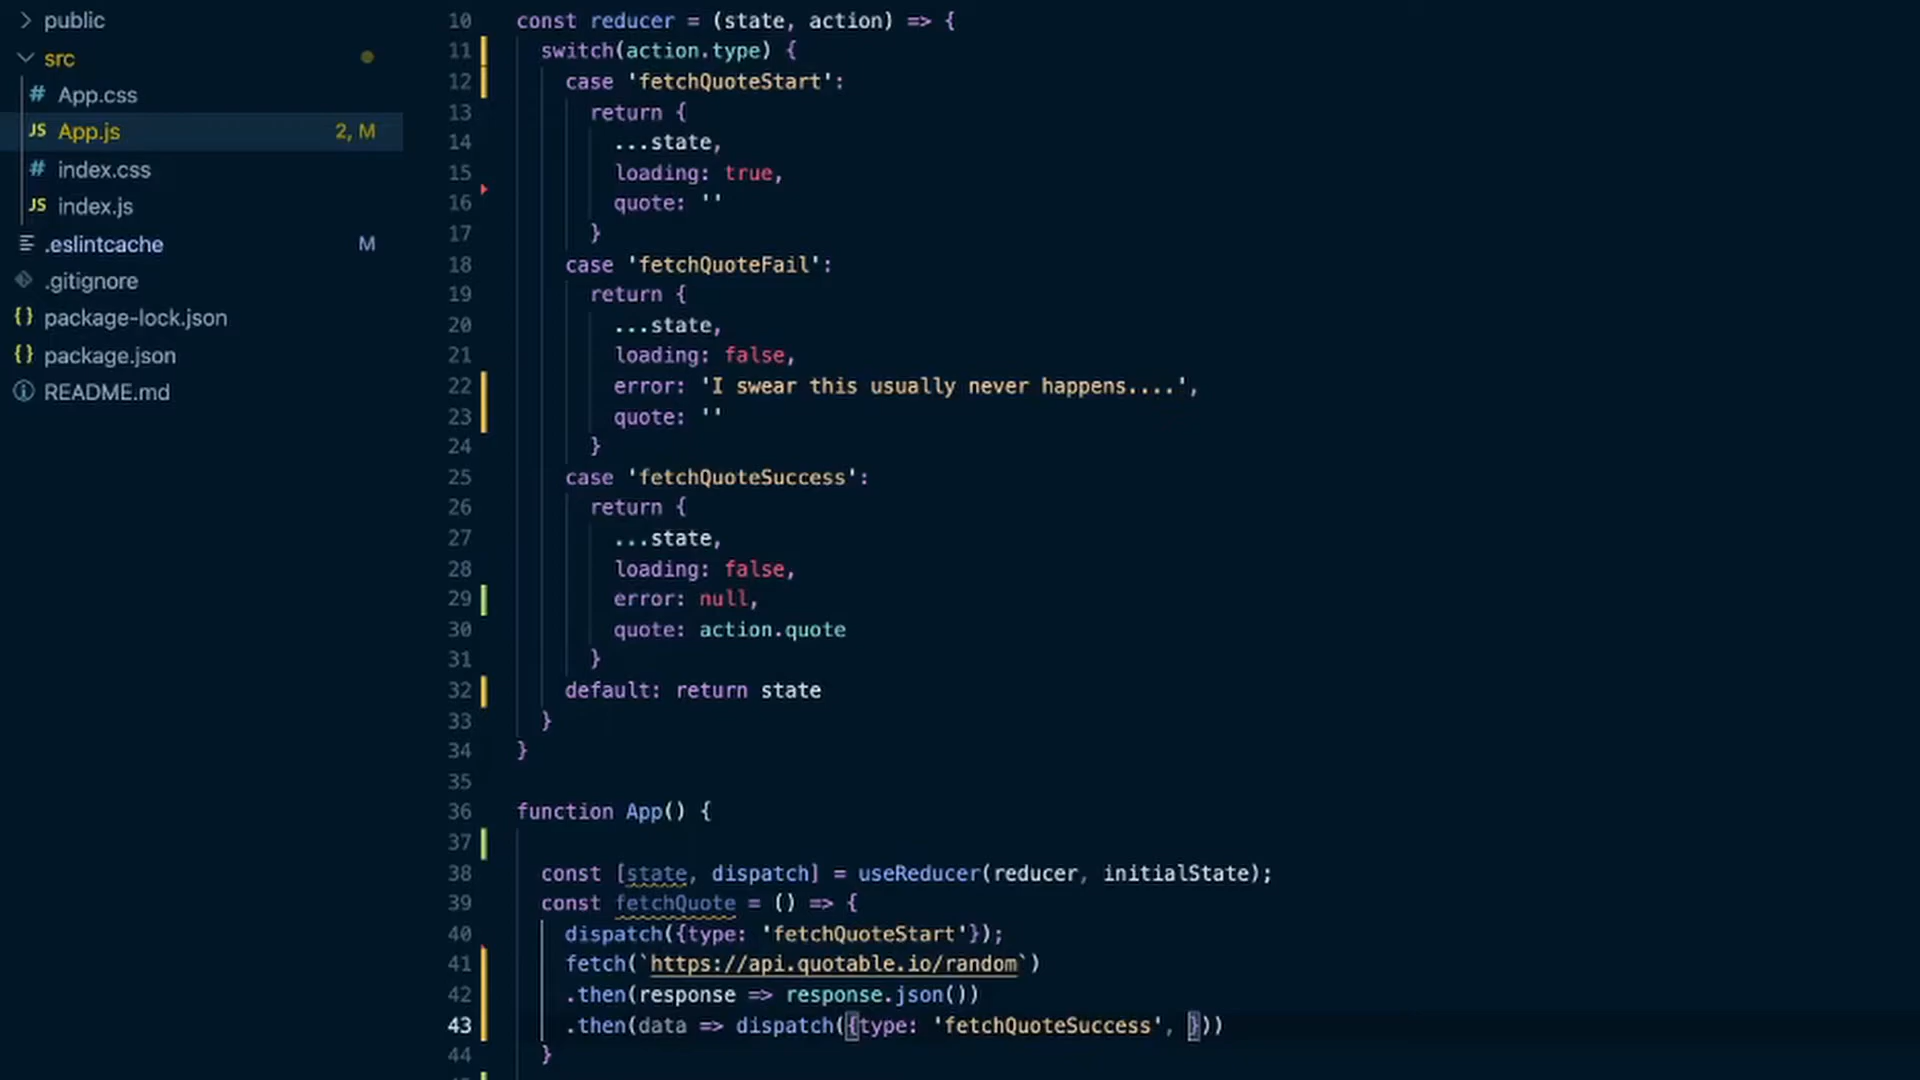 public
src
# App.css
JS App.js 2, M
# index.css
JS index.js
.eslintcache M
.gitignore
{} package-lock.json
{} package.json
README.md
10 const reducer = (state, action) => {
11 switch(action.type) {
12 case 'fetchQuoteStart':
13 return {
14 ...state,
15 loading: true,
16 quote: ''
17 }
18 case 'fetchQuoteFail':
19 return {
20 ...state,
21 loading: false,
22 error: 'I swear this usually never happens....',
23 quote: ''
24 }
25 case 'fetchQuoteSuccess':
26 return {
27 ...state,
28 loading: false,
29 error: null,
30 quote: action.quote
31 }
32 default: return state
33 }
34 }
35
36 function App() {
37
38 const [state, dispatch] = useReducer(reducer, initialState);
39 const fetchQuote = () => {
40 dispatch({type: 'fetchQuoteStart'});
41 fetch(`https://api.quotable.io/random`)
42 .then(response => response.json())
43 .then(data => dispatch({type: 'fetchQuoteSuccess', }))
44 }